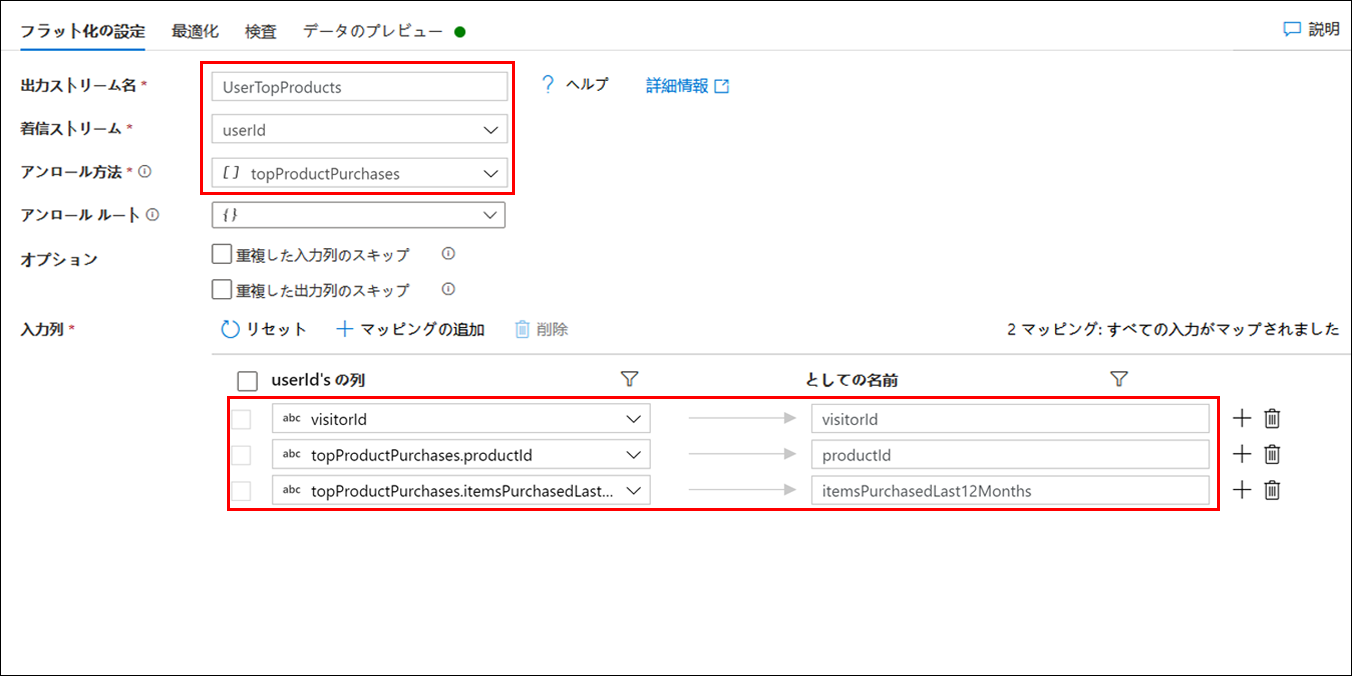 フラット化の設定 最適化 検査 データのプレビュー 説明
出力ストリーム名 * UserTopProducts ? ヘルプ 詳細情報
着信ストリーム * userId
アンロール方法 * [ ] topProductPurchases
アンロール ルート { }
オプション 重複した入力列のスキップ
重複した出力列のスキップ
入力列 * リセット + マッピングの追加 削除 2 マッピング: すべての入力がマップされました
userId's の列 としての名前
abc visitorId visitorId
abc topProductPurchases.productId productId
abc topProductPurchases.itemsPurchasedLast... itemsPurchasedLast12Months